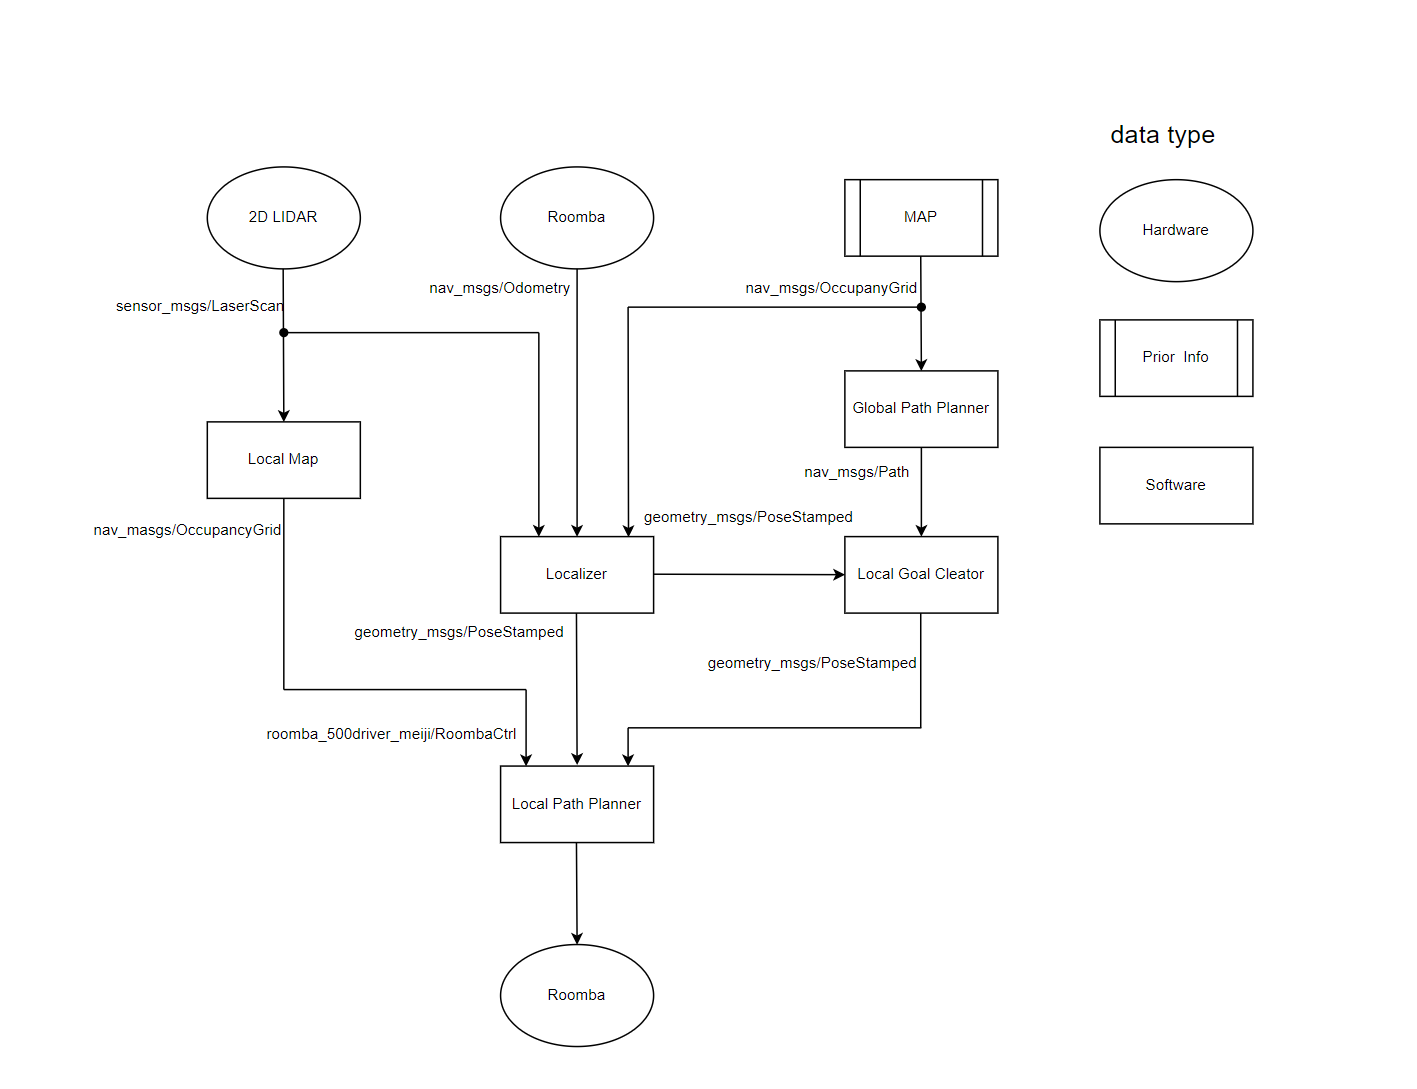 data type
2D LIDAR
Roomba
MAP
Hardware
sensor_msgs/LaserScan
nav_msgs/Odometry
nav_msgs/OccupanyGrid
Prior  Info
Global Path Planner
Local Map
nav_msgs/Path
Software
nav_masgs/OccupancyGrid
geometry_msgs/PoseStamped
Localizer
Local Goal Cleator
geometry_msgs/PoseStamped
geometry_msgs/PoseStamped
roomba_500driver_meiji/RoombaCtrl
Local Path Planner
Roomba